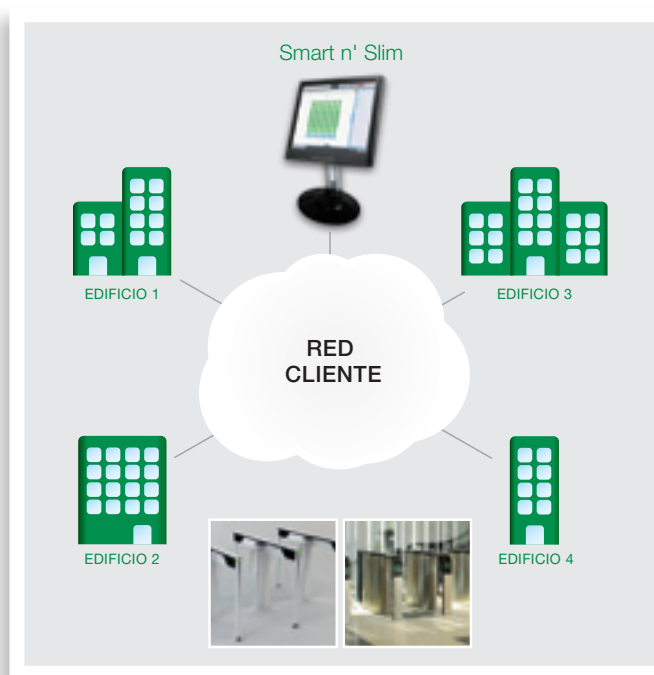 Smart n' Slim
EDIFICIO 1
EDIFICIO 3
RED
CLIENTE
EDIFICIO 2
EDIFICIO 4